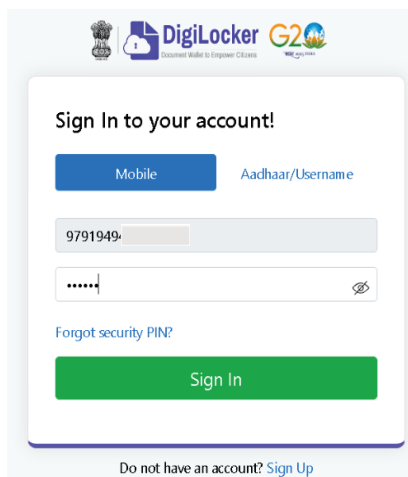 DigiLocker G20
Document Wallet to Empower Citizens
Sign In to your account!
Mobile Aadhaar/Username
9791949
••••••
Forgot security PIN?
Sign In
Do not have an account? Sign Up